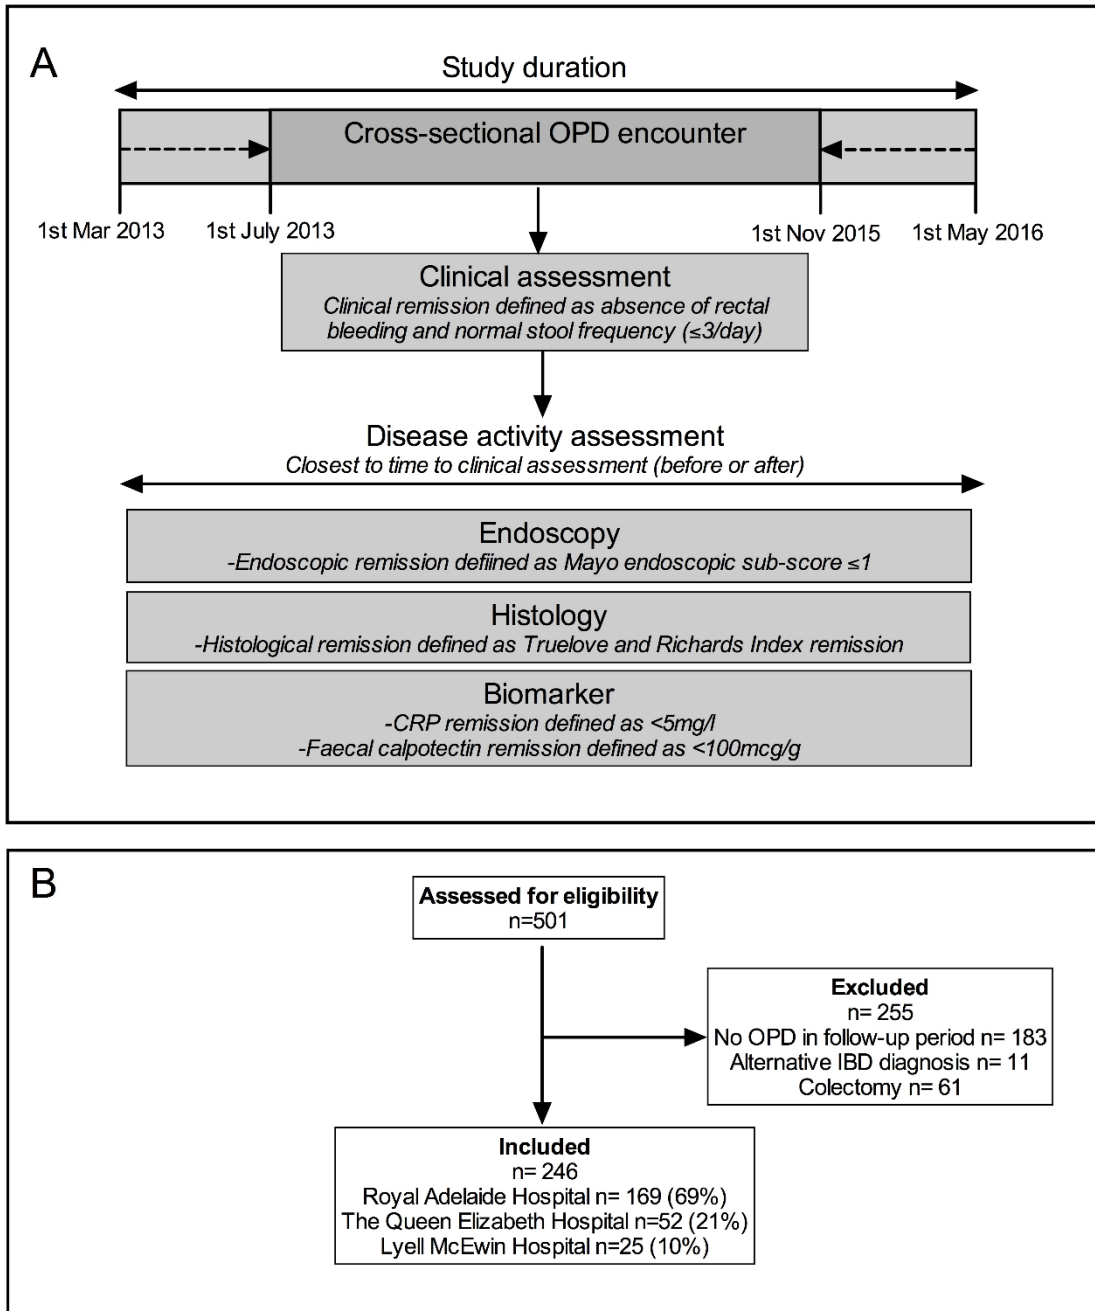 A
Study duration
Cross-sectional OPD encounter
1st Mar 2013
1st July 2013
1st Nov 2015
1st May 2016
Clinical assessment
Clinical remission defined as absence of rectal
bleeding and normal stool frequency (≤3/day)
Disease activity assessment
Closest to time to clinical assessment (before or after)
Endoscopy
-Endoscopic remission defiined as Mayo endoscopic sub-score ≤1
Histology
-Histological remission defined as Truelove and Richards Index remission
Biomarker
-CRP remission defined as <5mg/l
-Faecal calpotectin remission defined as <100mcg/g
B
Assessed for eligibility
n=501
Excluded
n= 255
No OPD in follow-up period n= 183
Alternative IBD diagnosis n= 11
Colectomy n= 61
Included
n= 246
Royal Adelaide Hospital n= 169 (69%)
The Queen Elizabeth Hospital n=52 (21%)
Lyell McEwin Hospital n=25 (10%)